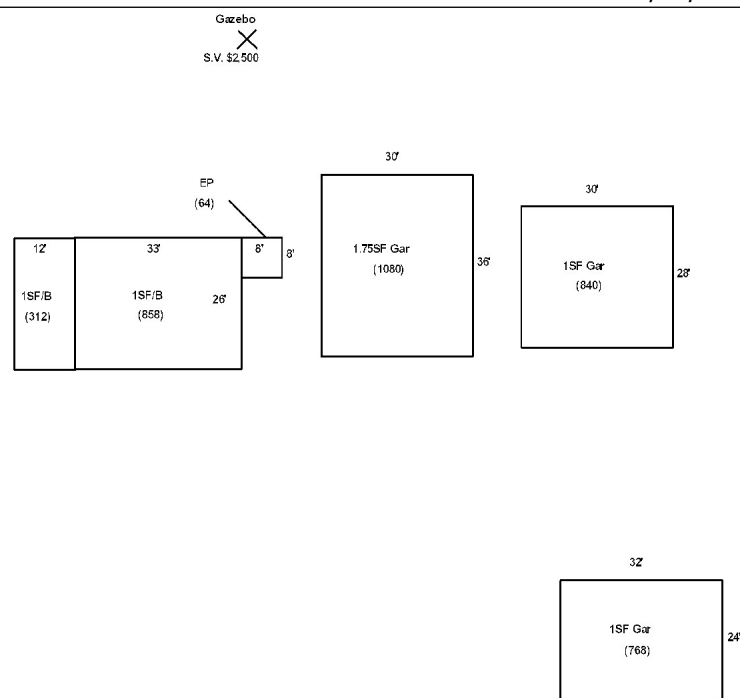 Gazebo
S.V. $2,500
30'
30'
EP
(64)
12'
33'
8'
8'
1.75SF Gar
(1080)
36'
1SF Gar
(840)
28'
1SF/B
(312)
1SF/B
(858)
26'
32'
1SF Gar
(768)
24'